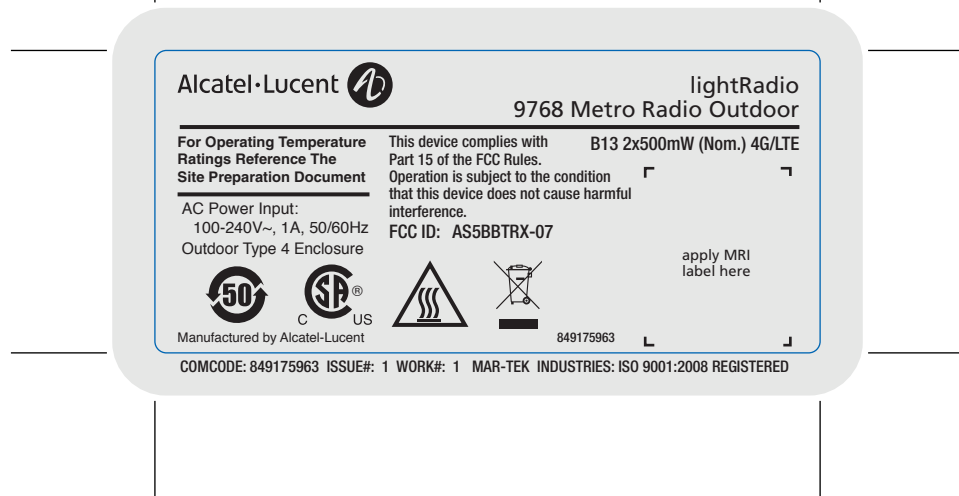 Alcatel·Lucent
lightRadio
9768 Metro Radio Outdoor
For Operating Temperature
Ratings Reference The
Site Preparation Document
AC Power Input:
100-240V~, 1A, 50/60Hz
Outdoor Type 4 Enclosure
This device complies with
Part 15 of the FCC Rules.
Operation is subject to the condition
that this device does not cause harmful
interference.
FCC ID: AS5BBTRX-07
B13 2x500mW (Nom.) 4G/LTE
apply MRI
label here
50
SA ®
C US
Manufactured by Alcatel-Lucent
849175963
COMCODE: 849175963 ISSUE#: 1 WORK#: 1 MAR-TEK INDUSTRIES: ISO 9001:2008 REGISTERED